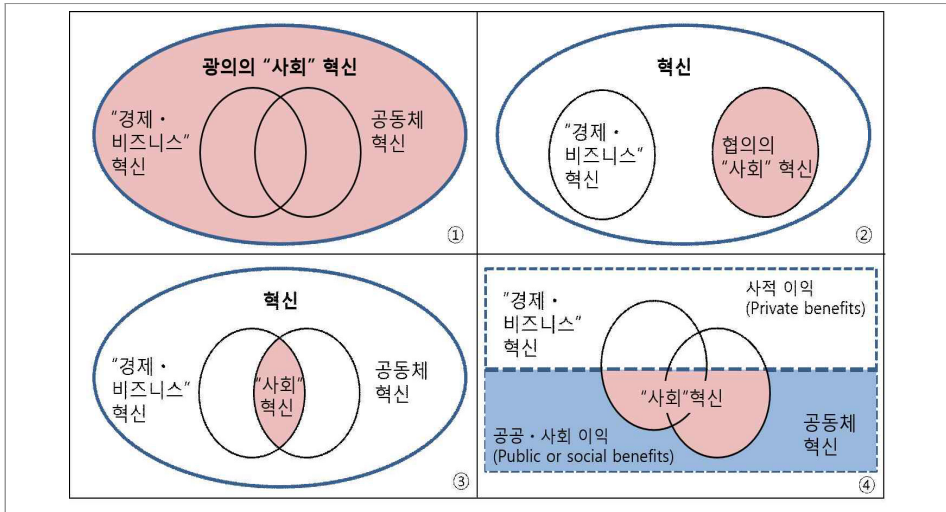 광의의 “사회” 혁신
“경제・
비즈니스”
혁신
공동체
혁신
①
혁신
“경제・
비즈니스”
혁신
협의의
“사회” 혁신
②
혁신
“경제・
비즈니스”
혁신
“사회”
혁신
공동체
혁신
③
“경제・
비즈니스”
혁신
사적 이익
(Private benefits)
“사회”혁신
공공・사회 이익
(Public or social benefits)
공동체
혁신
④